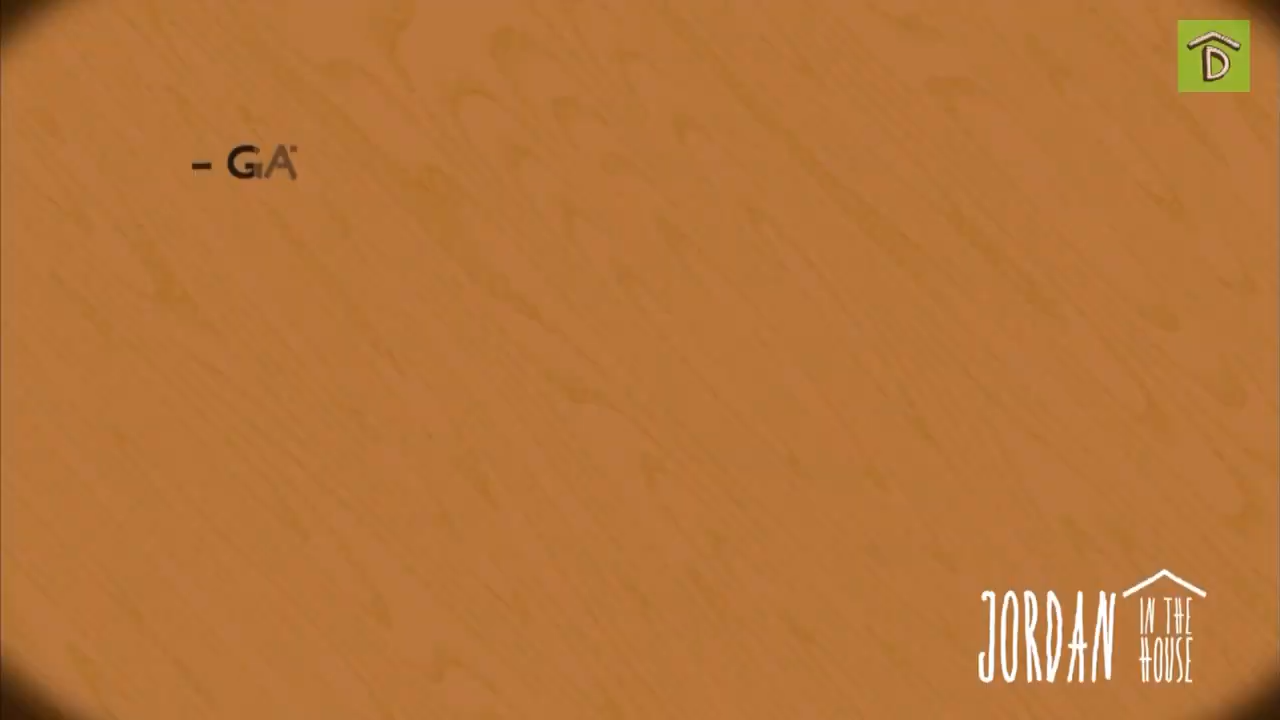 - GA
D
JORDAN
IN THE
HOUSE